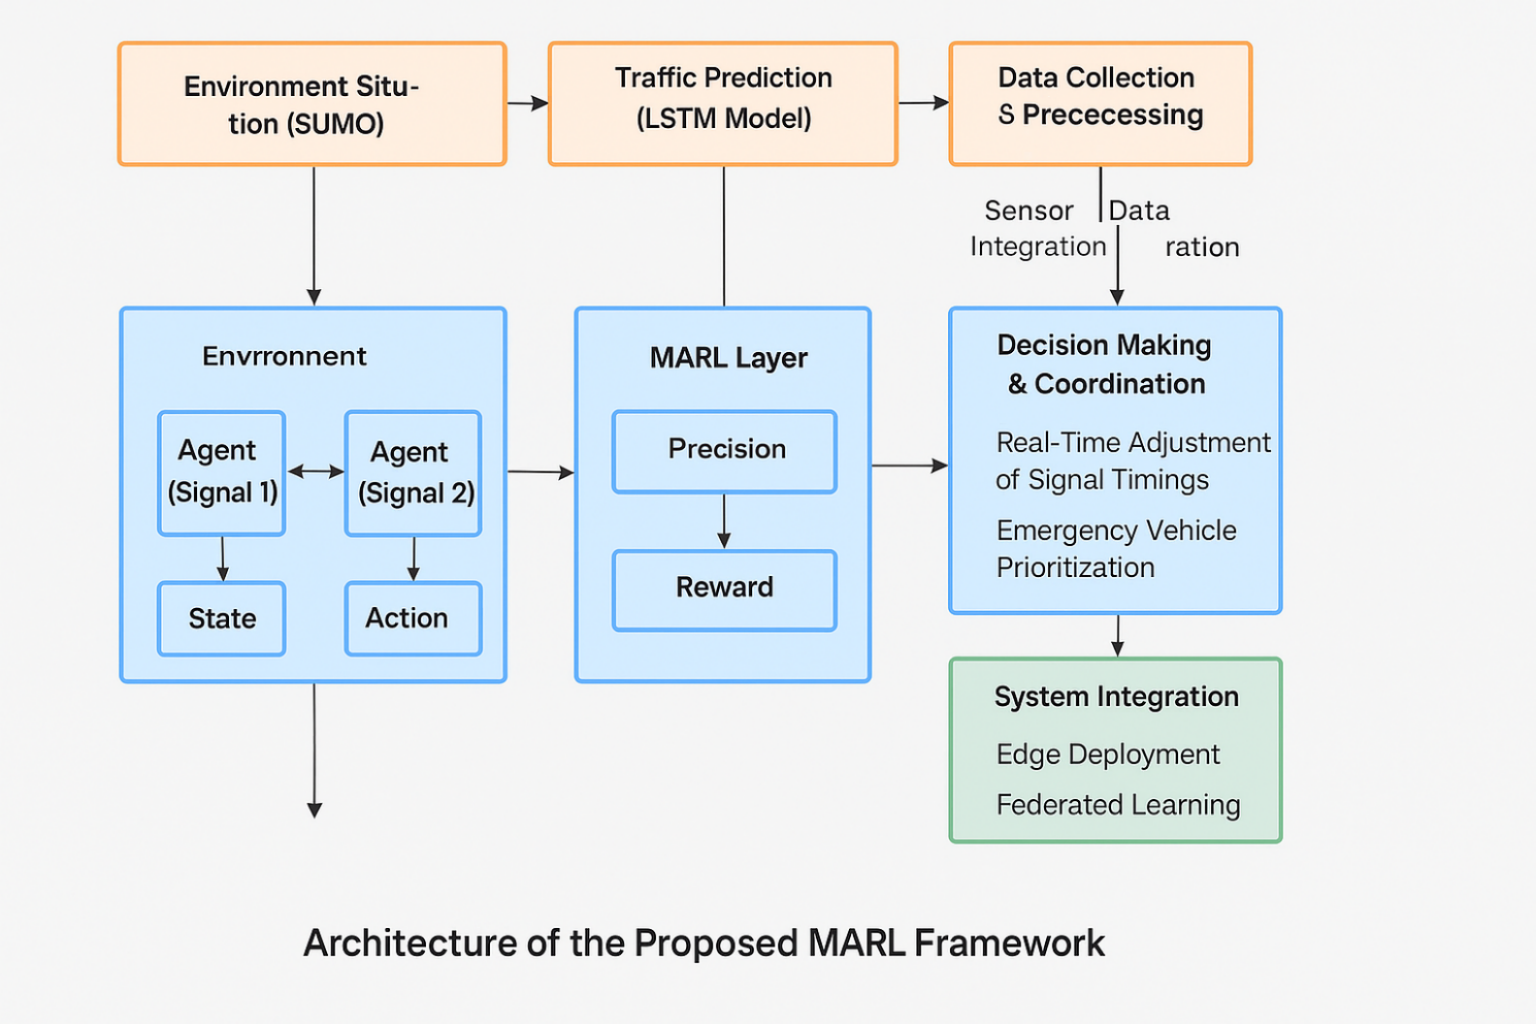 Environment Situ-
tion (SUMO)
Traffic Prediction
(LSTM Model)
Data Collection
S Prececessing
Sensor Data
Integration ration
Envrronnent
Agent
(Signal 1)
Agent
(Signal 2)
State
Action
MARL Layer
Precision
Reward
Decision Making
& Coordination
Real-Time Adjustment
of Signal Timings
Emergency Vehicle
Prioritization
System Integration
Edge Deployment
Federated Learning
Architecture of the Proposed MARL Framework